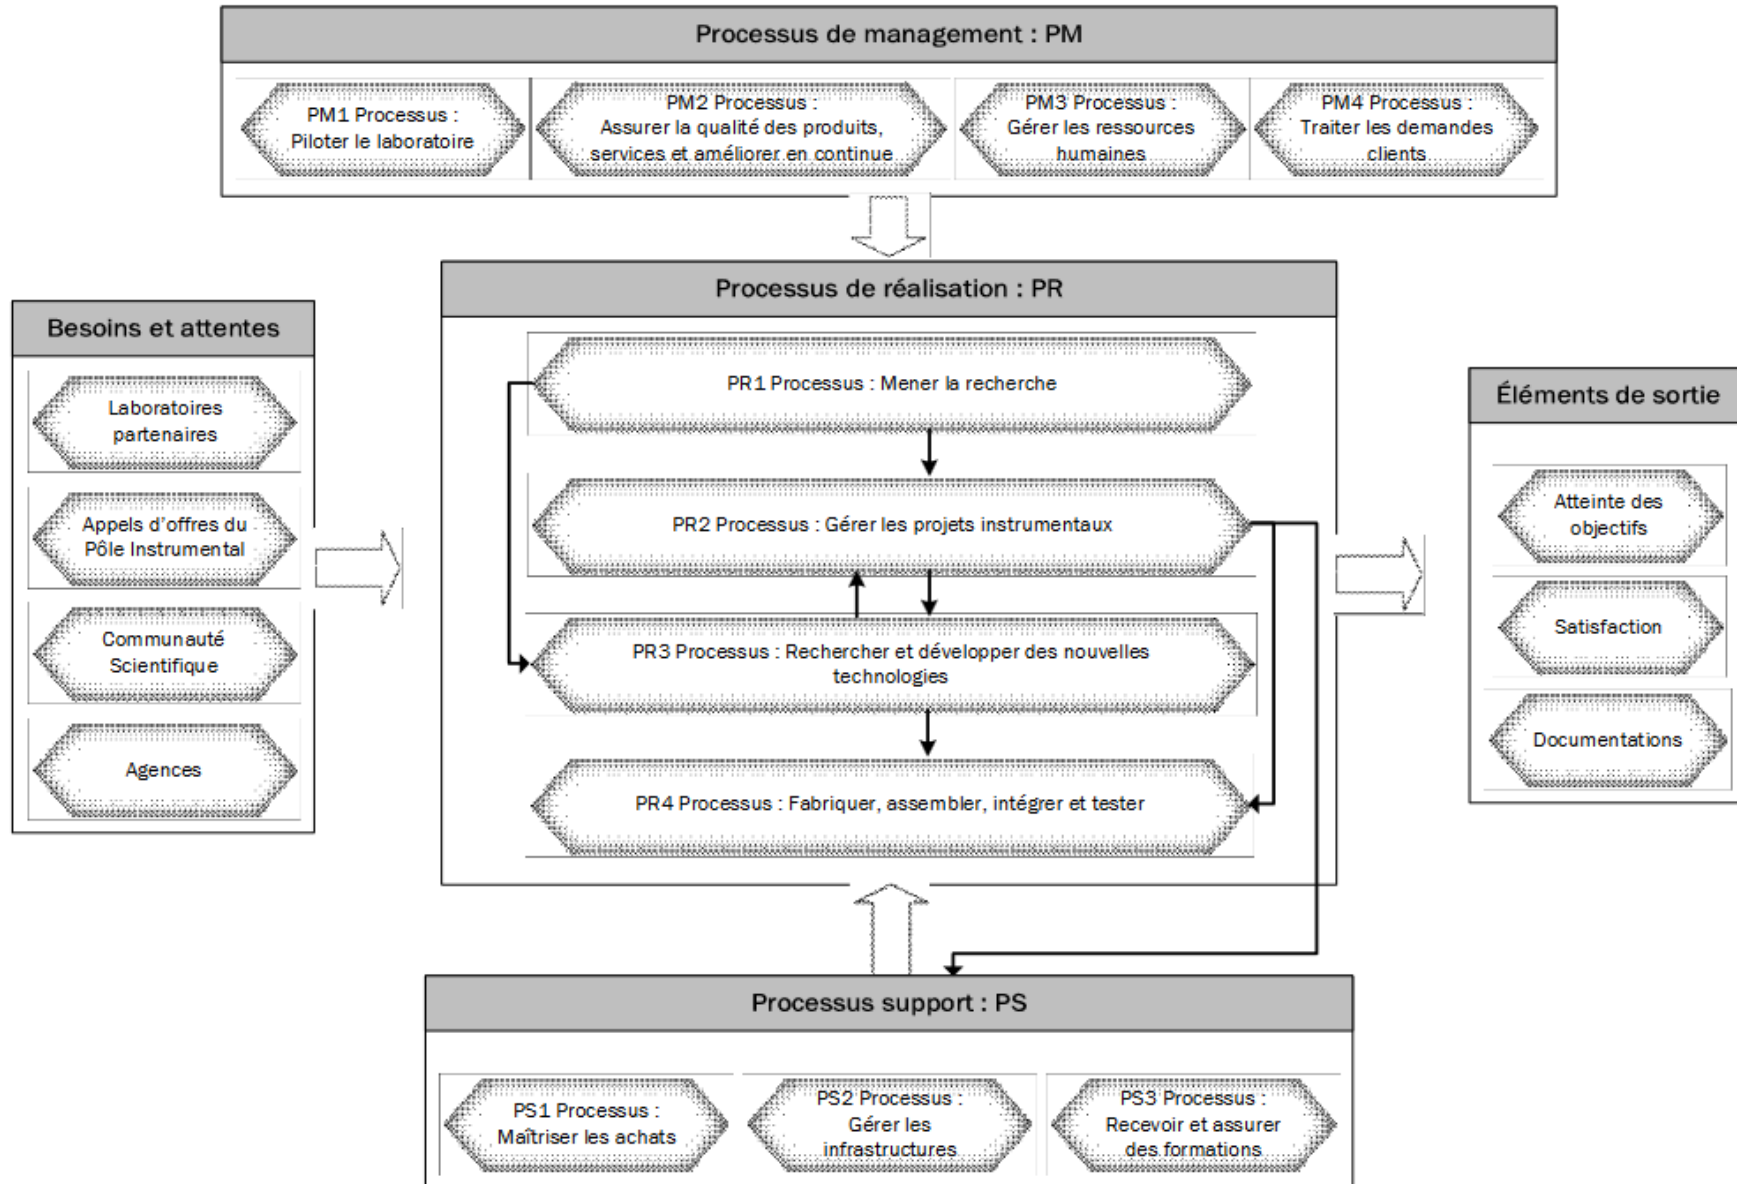 Processus de management : PM
PM1 Processus :
Piloter le laboratoire
PM2 Processus :
Assurer la qualité des produits,
services et améliorer en continue
PM3 Processus :
Gérer les ressources
humaines
PM4 Processus :
Traiter les demandes
clients
Besoins et attentes
Laboratoires
partenaires
Appels d'offres du
Pôle Instrumental
Communauté
Scientifique
Agences
Processus de réalisation : PR
PR1 Processus : Mener la recherche
PR2 Processus : Gérer les projets instrumentaux
PR3 Processus : Rechercher et développer des nouvelles
technologies
PR4 Processus : Fabriquer, assembler, intégrer et tester
Éléments de sortie
Atteinte des
objectifs
Satisfaction
Documentations
Processus support : PS
PS1 Processus :
Maîtriser les achats
PS2 Processus :
Gérer les
infrastructures
PS3 Processus :
Recevoir et assurer
des formations